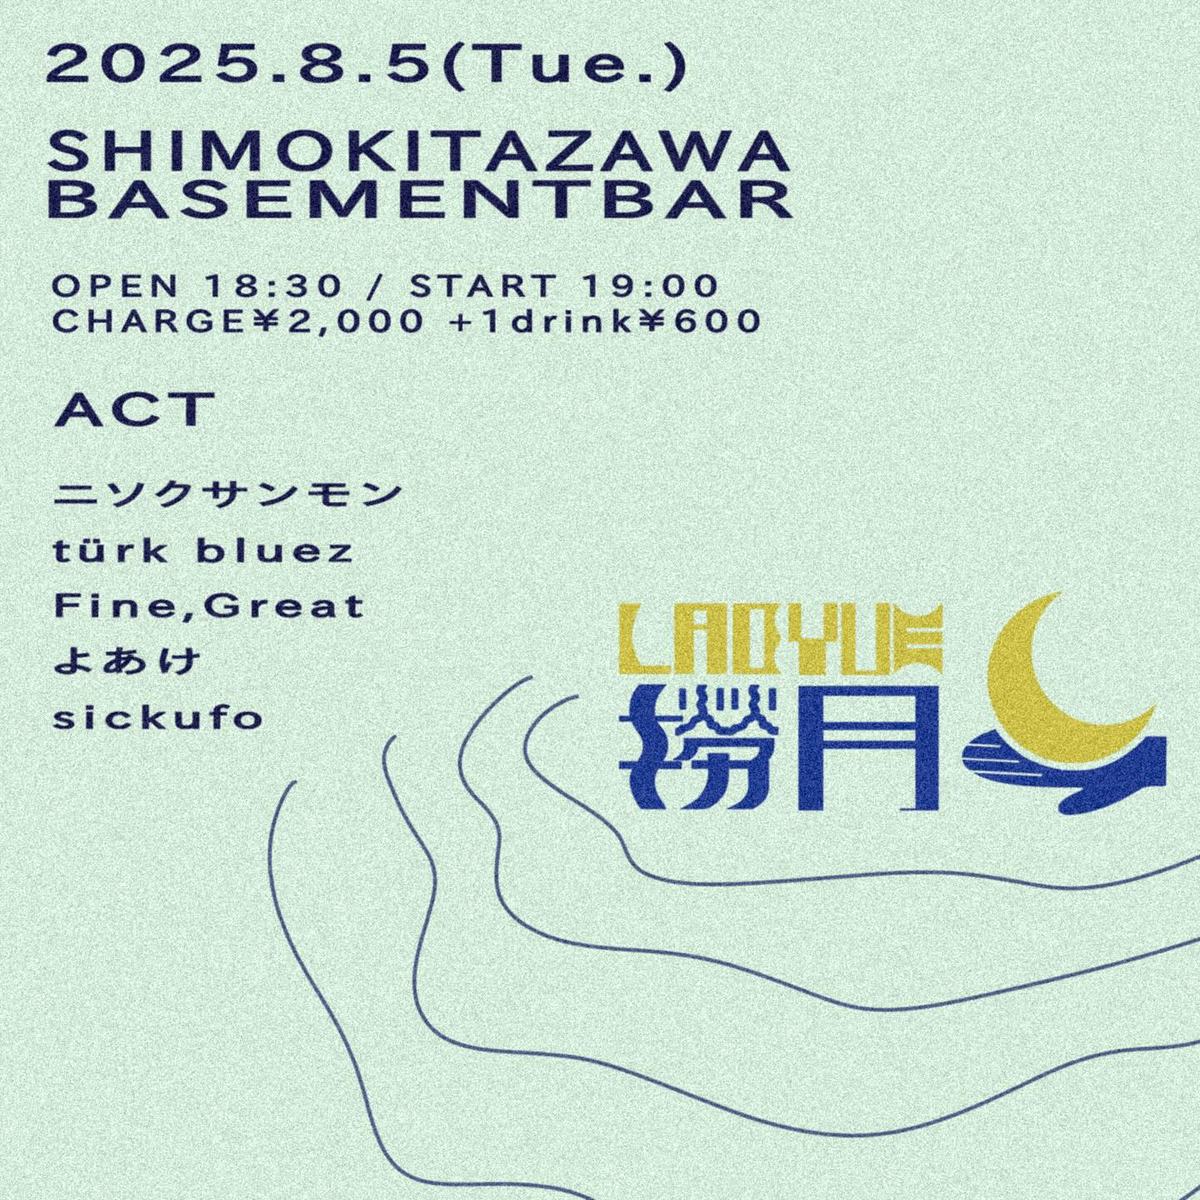 2025.8.5(Tue.)
SHIMOKITAZAWA
BASEMENTBAR
OPEN 18:30 / START 19:00
CHARGE¥2,000 +1drink¥600
ACT
ニソクサンモン
türk bluez
Fine,Great
よあけ
sickufo
LAOYUE
撈月